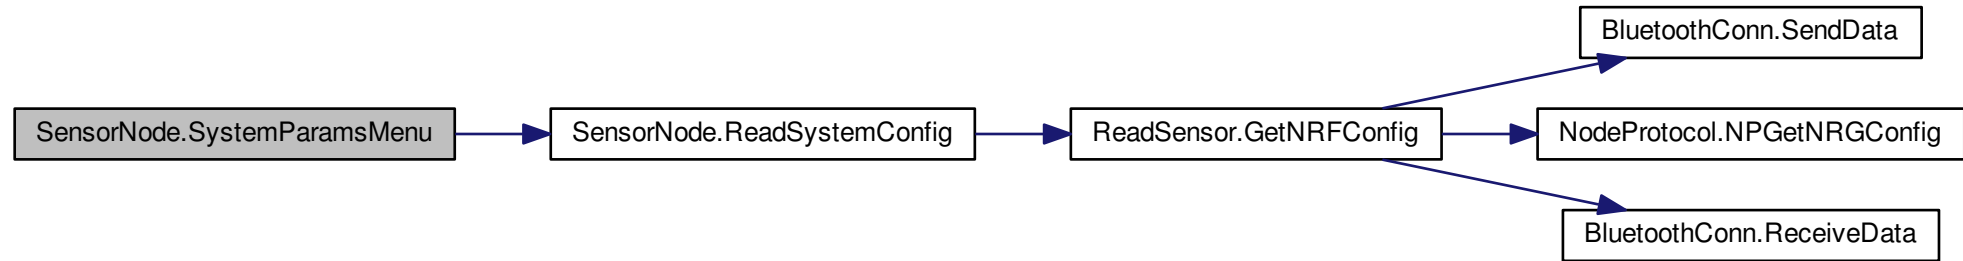 BluetoothConn.SendData
SensorNode.SystemParamsMenu
SensorNode.ReadSystemConfig
ReadSensor.GetNRFConfig
NodeProtocol.NPGetNRGConfig
BluetoothConn.ReceiveData